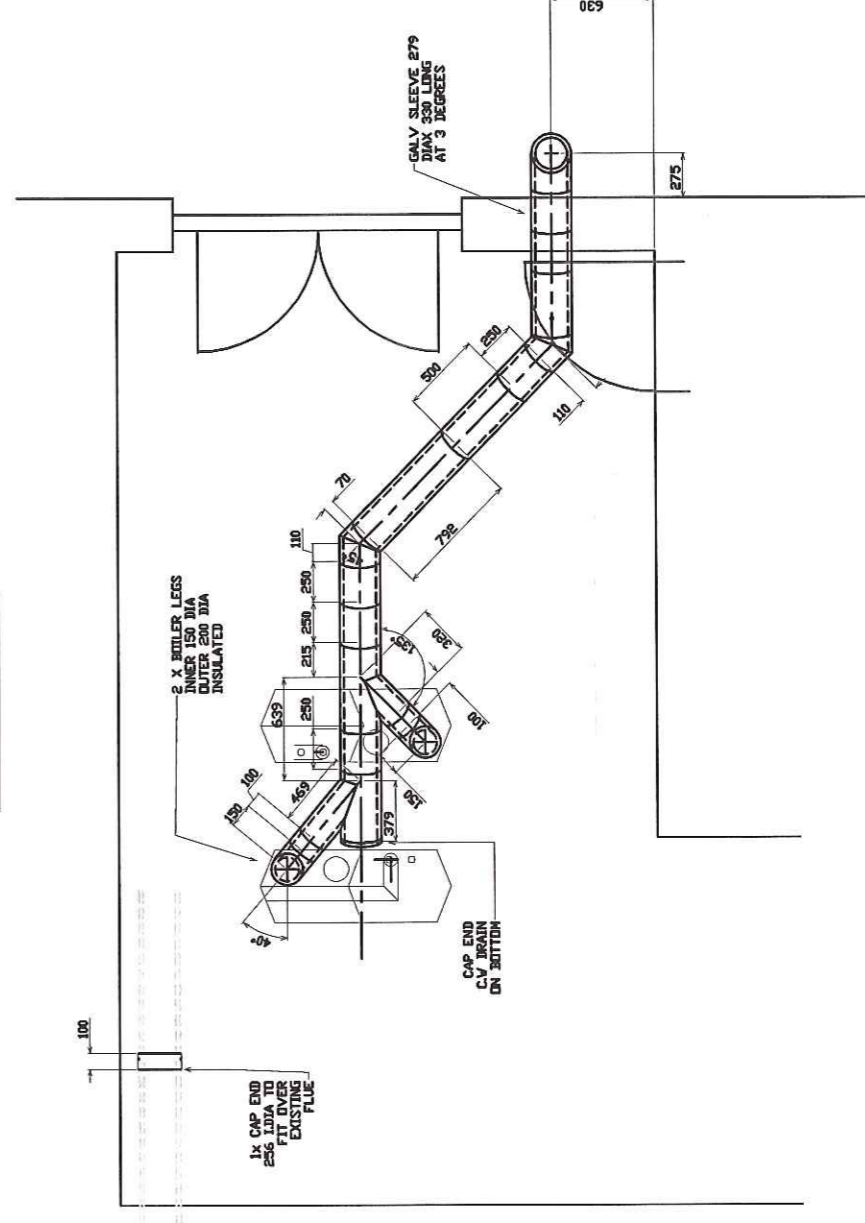 630
GALV SLEEVE 279
DIAX 330 LONG
AT 3 DEGREES
275
250
500
110
70
792
110
250
250
215
135°
320
2 X BOILER LEGS
INNER 150 DIA
OUTER 200 DIA
INSULATED
639
250
100
150
469
100
150
379
40°
CAP END
C.W DRAIN
ON BOTTOM
100
1x CAP END
256 I.DIA TO
FIT OVER
EXISTING
FLUE